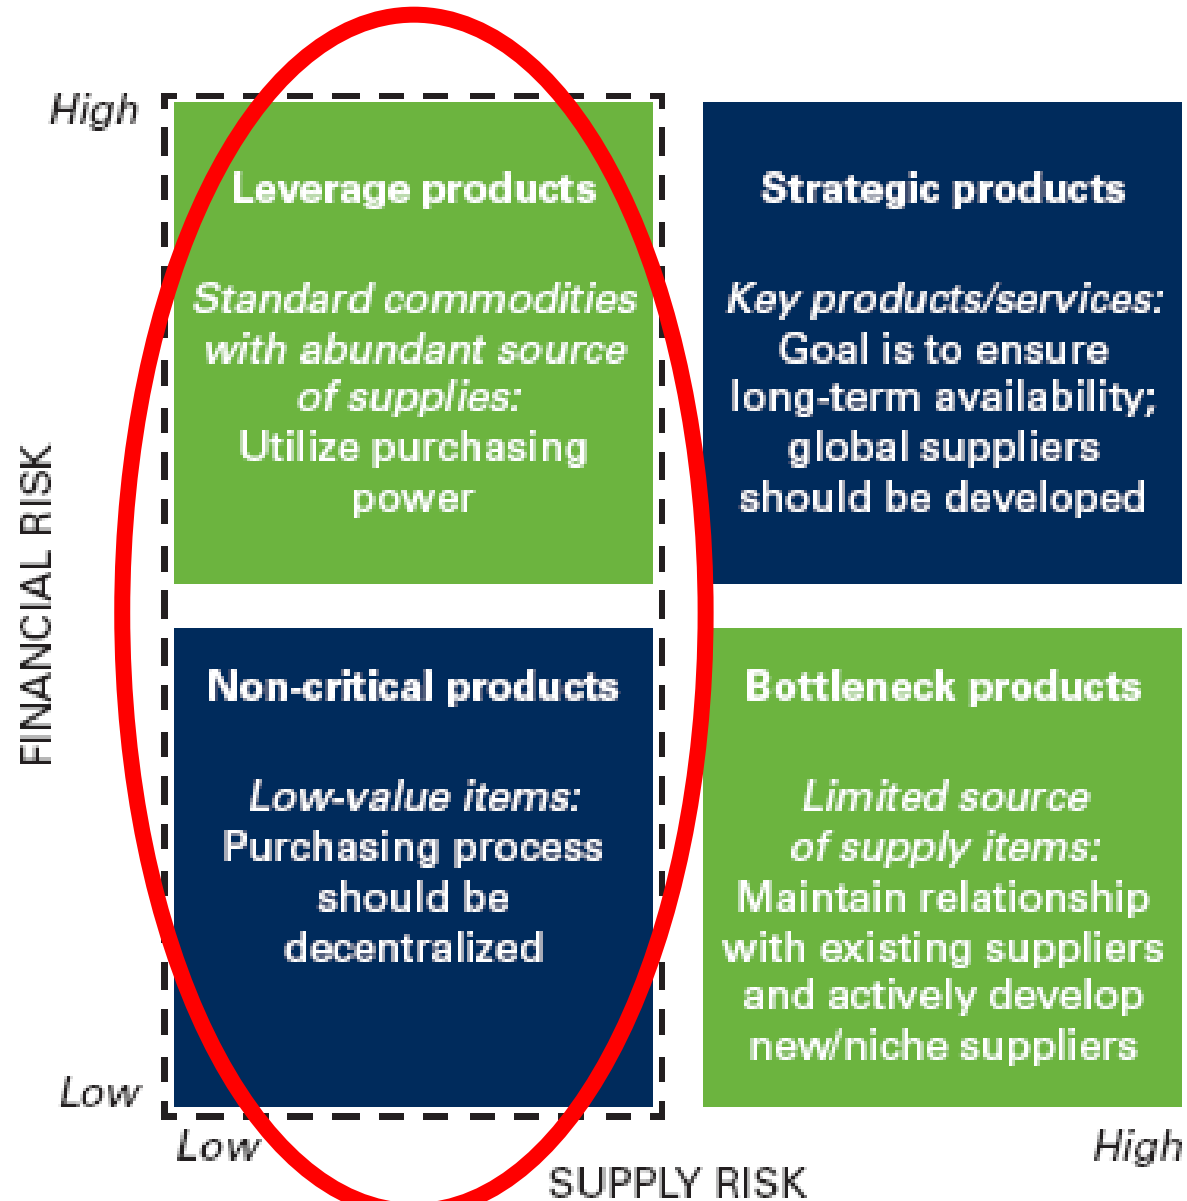 High
Leverage products
Standard commodities
with abundant source
of supplies:
Utilize purchasing
power
Strategic products
Key products/services:
Goal is to ensure
long-term availability;
global suppliers
should be developed
FINANCIAL RISK
Non-critical products
Low-value items:
Purchasing process
should be
decentralized
Bottleneck products
Limited source
of supply items:
Maintain relationship
with existing suppliers
and actively develop
new/niche suppliers
Low
Low
High
SUPPLY RISK